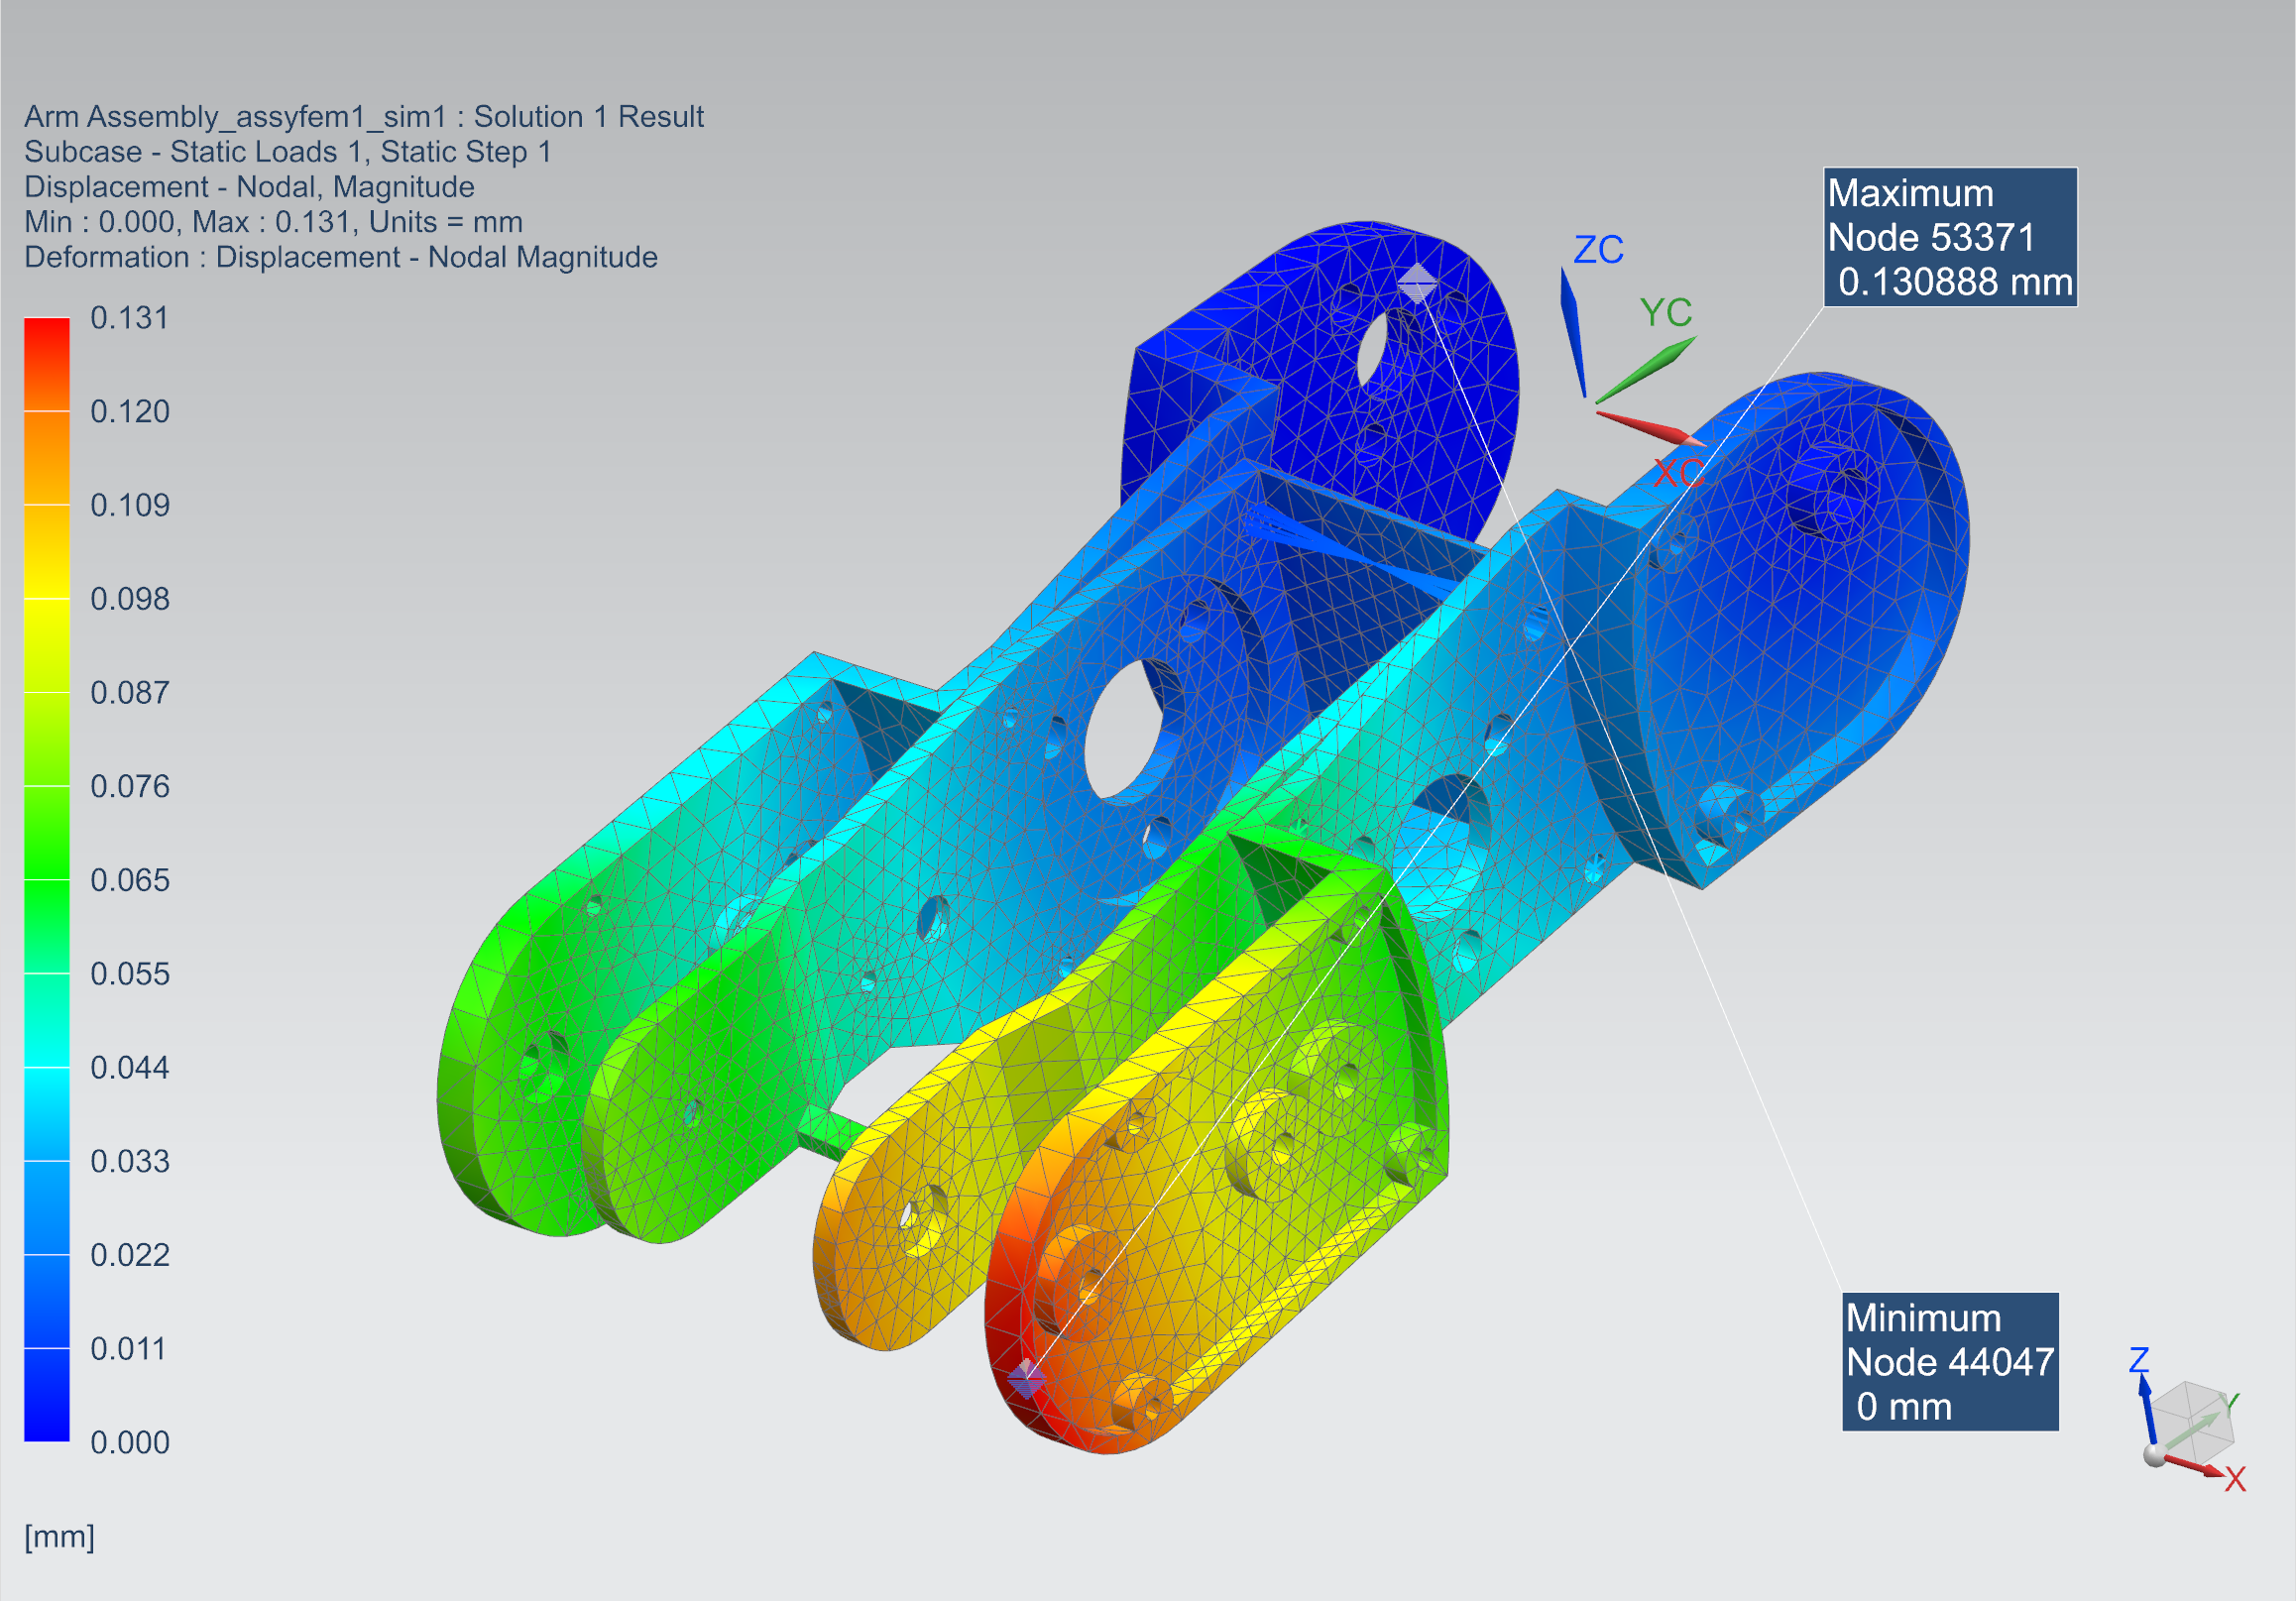 Arm Assembly_assyfem1_sim1 : Solution 1 Result
Subcase - Static Loads 1, Static Step 1
Displacement - Nodal, Magnitude
Min : 0.000, Max : 0.131, Units = mm
Deformation : Displacement - Nodal Magnitude
0.131
0.120
0.109
0.098
0.087
0.076
0.065
0.055
0.044
0.033
0.022
0.011
0.000
[mm]
Maximum
Node 53371
0.130888 mm
ZC
YC
XC
Minimum
Node 44047
0 mm
Z
Y
X